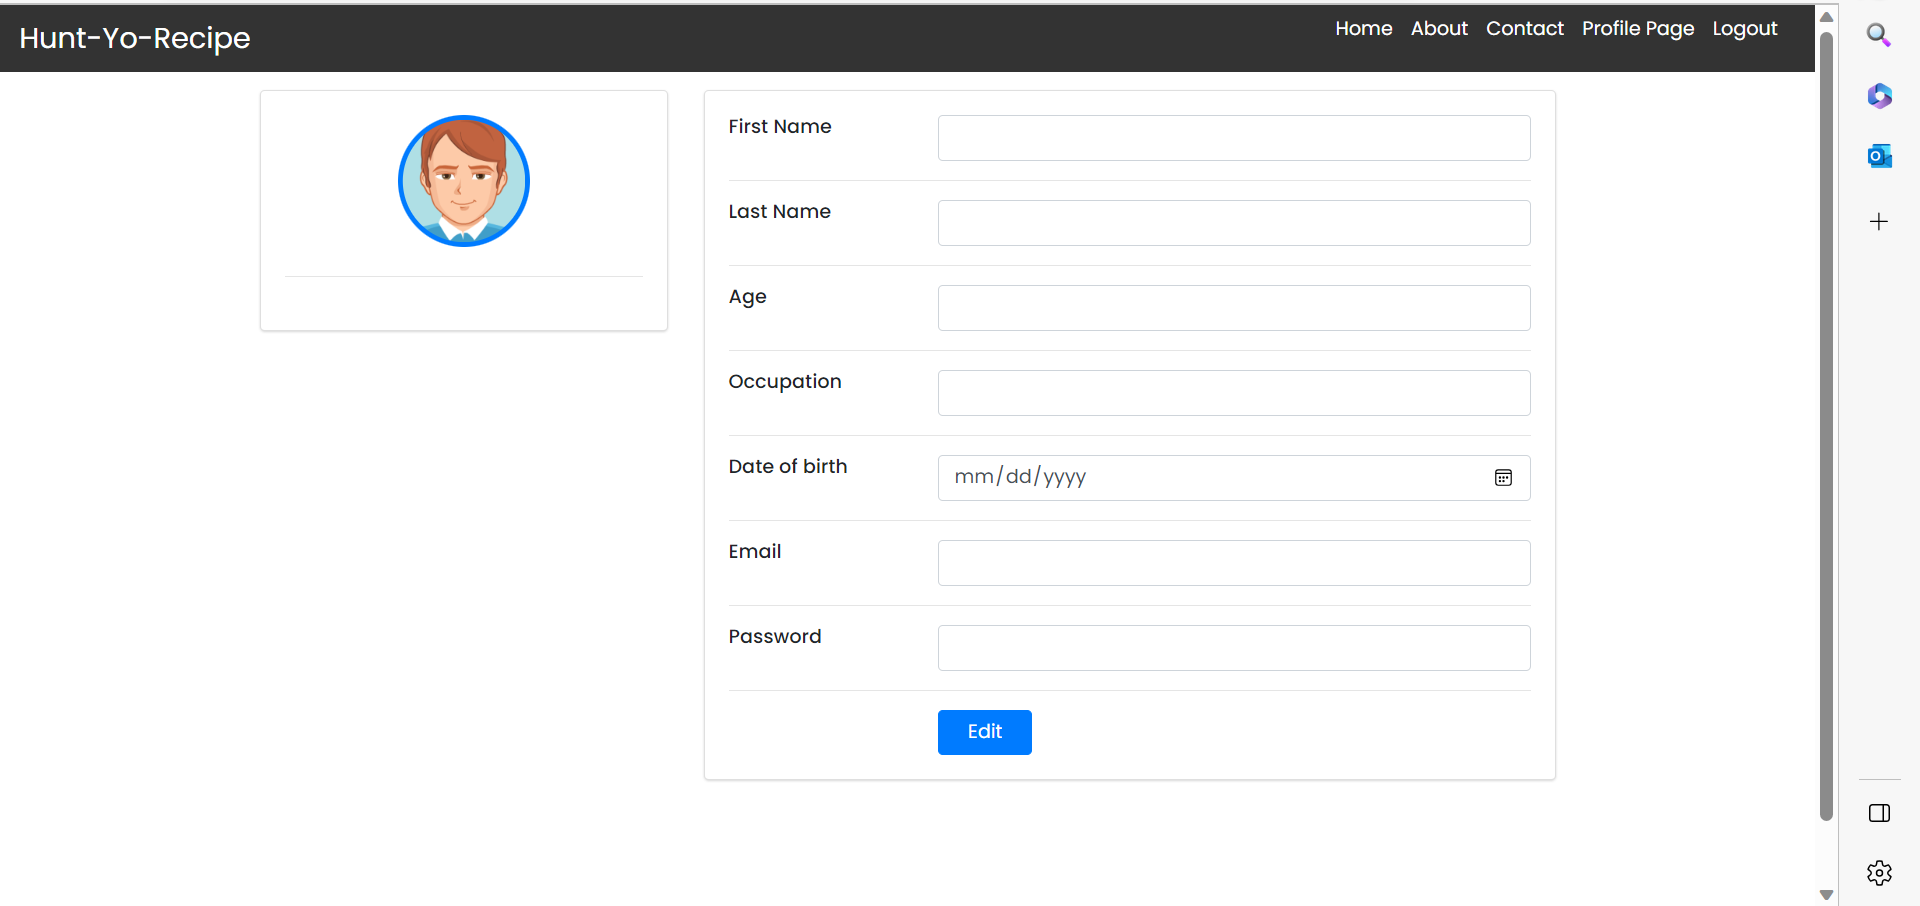 Hunt-Yo-Recipe
Home About Contact Profile Page Logout
First Name
Last Name
Age
Occupation
Date of birth mm/dd/yyyy
Email
Password
Edit